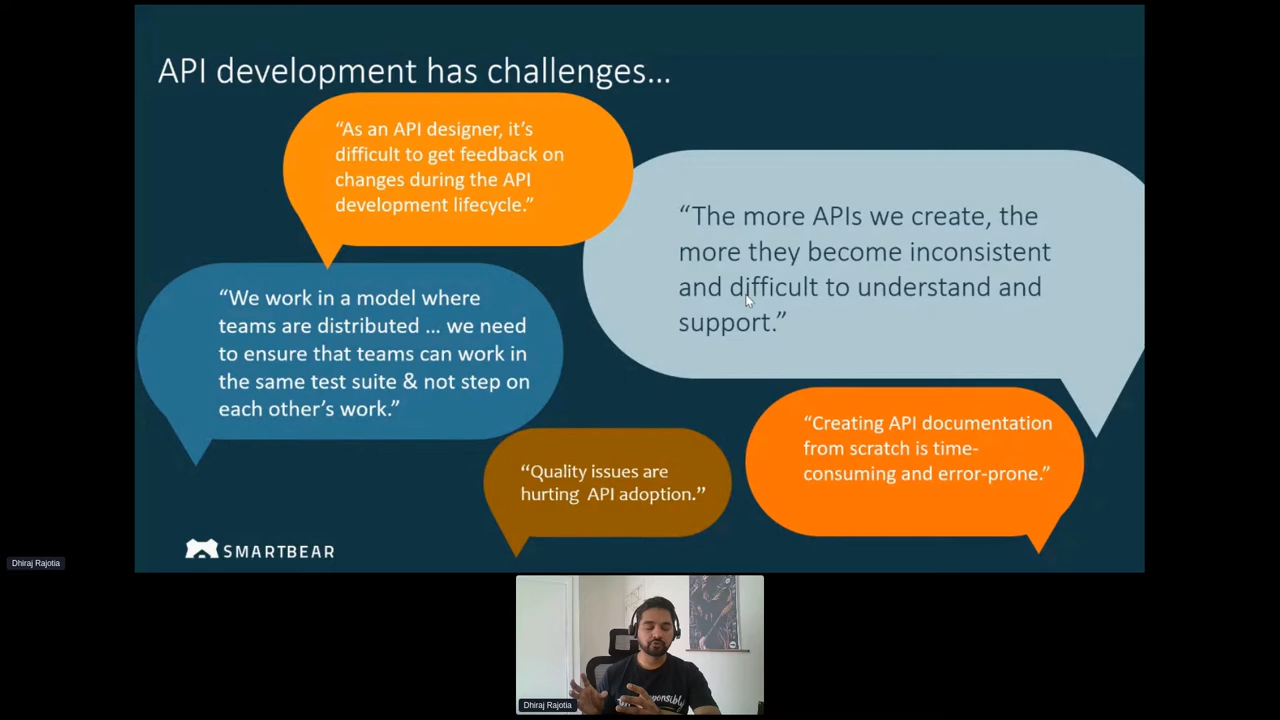 API development has challenges...
“As an API designer, it’s
difficult to get feedback on
changes during the API
development lifecycle.”
“The more APIs we create, the
more they become inconsistent
and difficult to understand and
support.”
“We work in a model where
teams are distributed ... we need
to ensure that teams can work in
the same test suite & not step on
each other’s work.”
“Creating API documentation
from scratch is time-
consuming and error-prone.”
“Quality issues are
hurting API adoption.”
SMARTBEAR
Dhiraj Rajotia
Dhiraj Rajotia